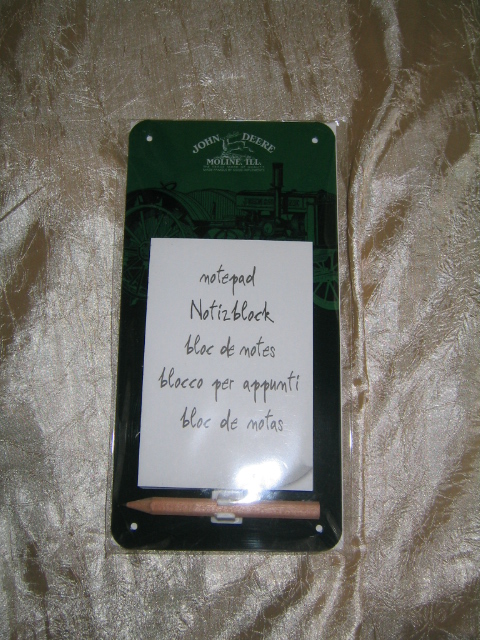 JOHN DEERE
MOLINE, ILL.
notepad
Notizblock
bloc de notes
blocco per appunti
bloc de notas